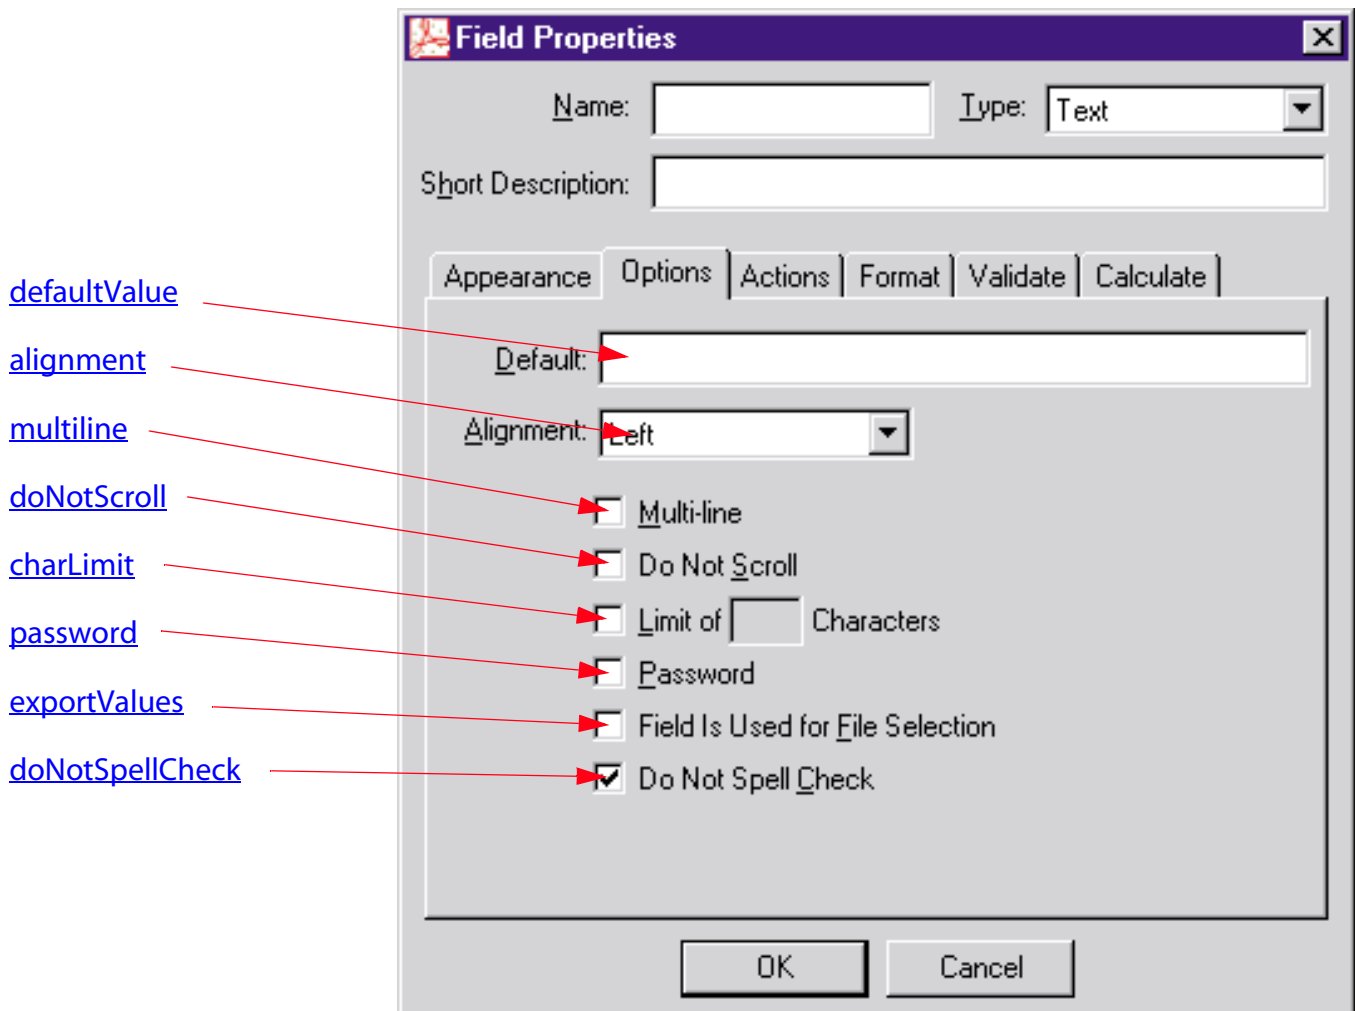 Field Properties
Name: Type: Text
Short Description:
Appearance Options Actions Format Validate Calculate
defaultValue
Default:
alignment
Alignment: Left
multiline
Multi-line
doNotScroll
Do Not Scroll
charLimit
Limit of Characters
password
Password
exportValues
Field Is Used for File Selection
doNotSpellCheck
Do Not Spell Check
OK Cancel